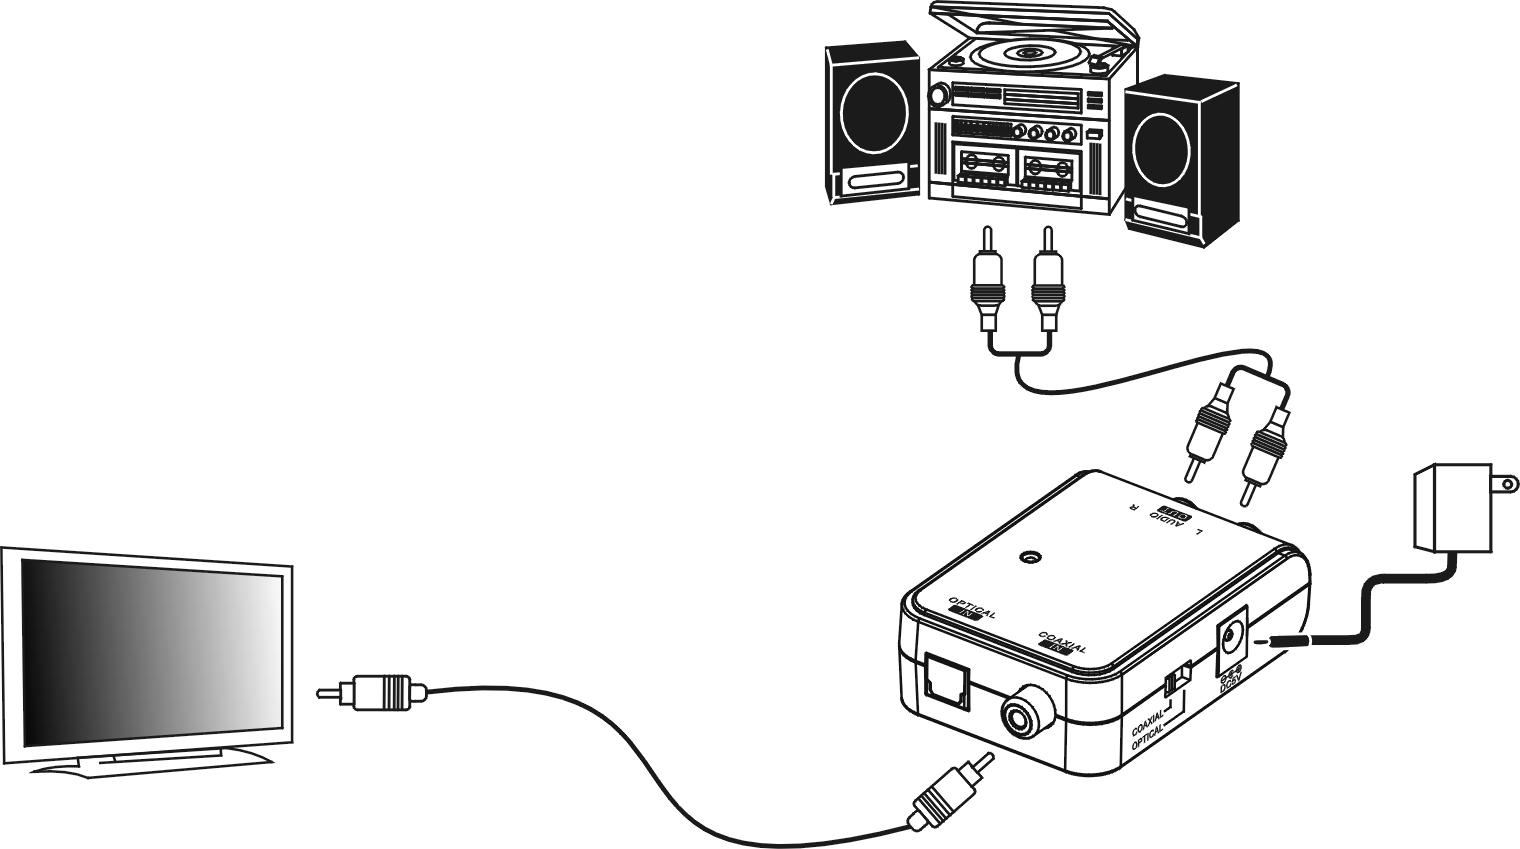 R
AUDIO
OUT
L
OPTICAL
IN
COAXIAL
IN
DC5V
COAXIAL
OPTICAL